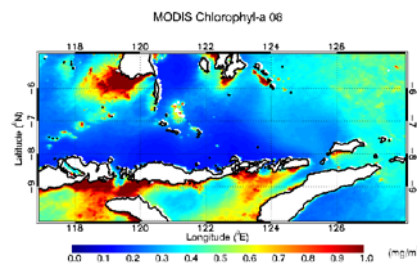 MODIS Chlorophyl-a 08
118 120 122 124 126
-6 -6
-7 -7
-8 -8
-9 -9
Latitude (°N)
118 120 122 124 126
Longitude (°E)
0.0 0.1 0.2 0.3 0.4 0.5 0.6 0.7 0.8 0.9 1.0 (mg/m